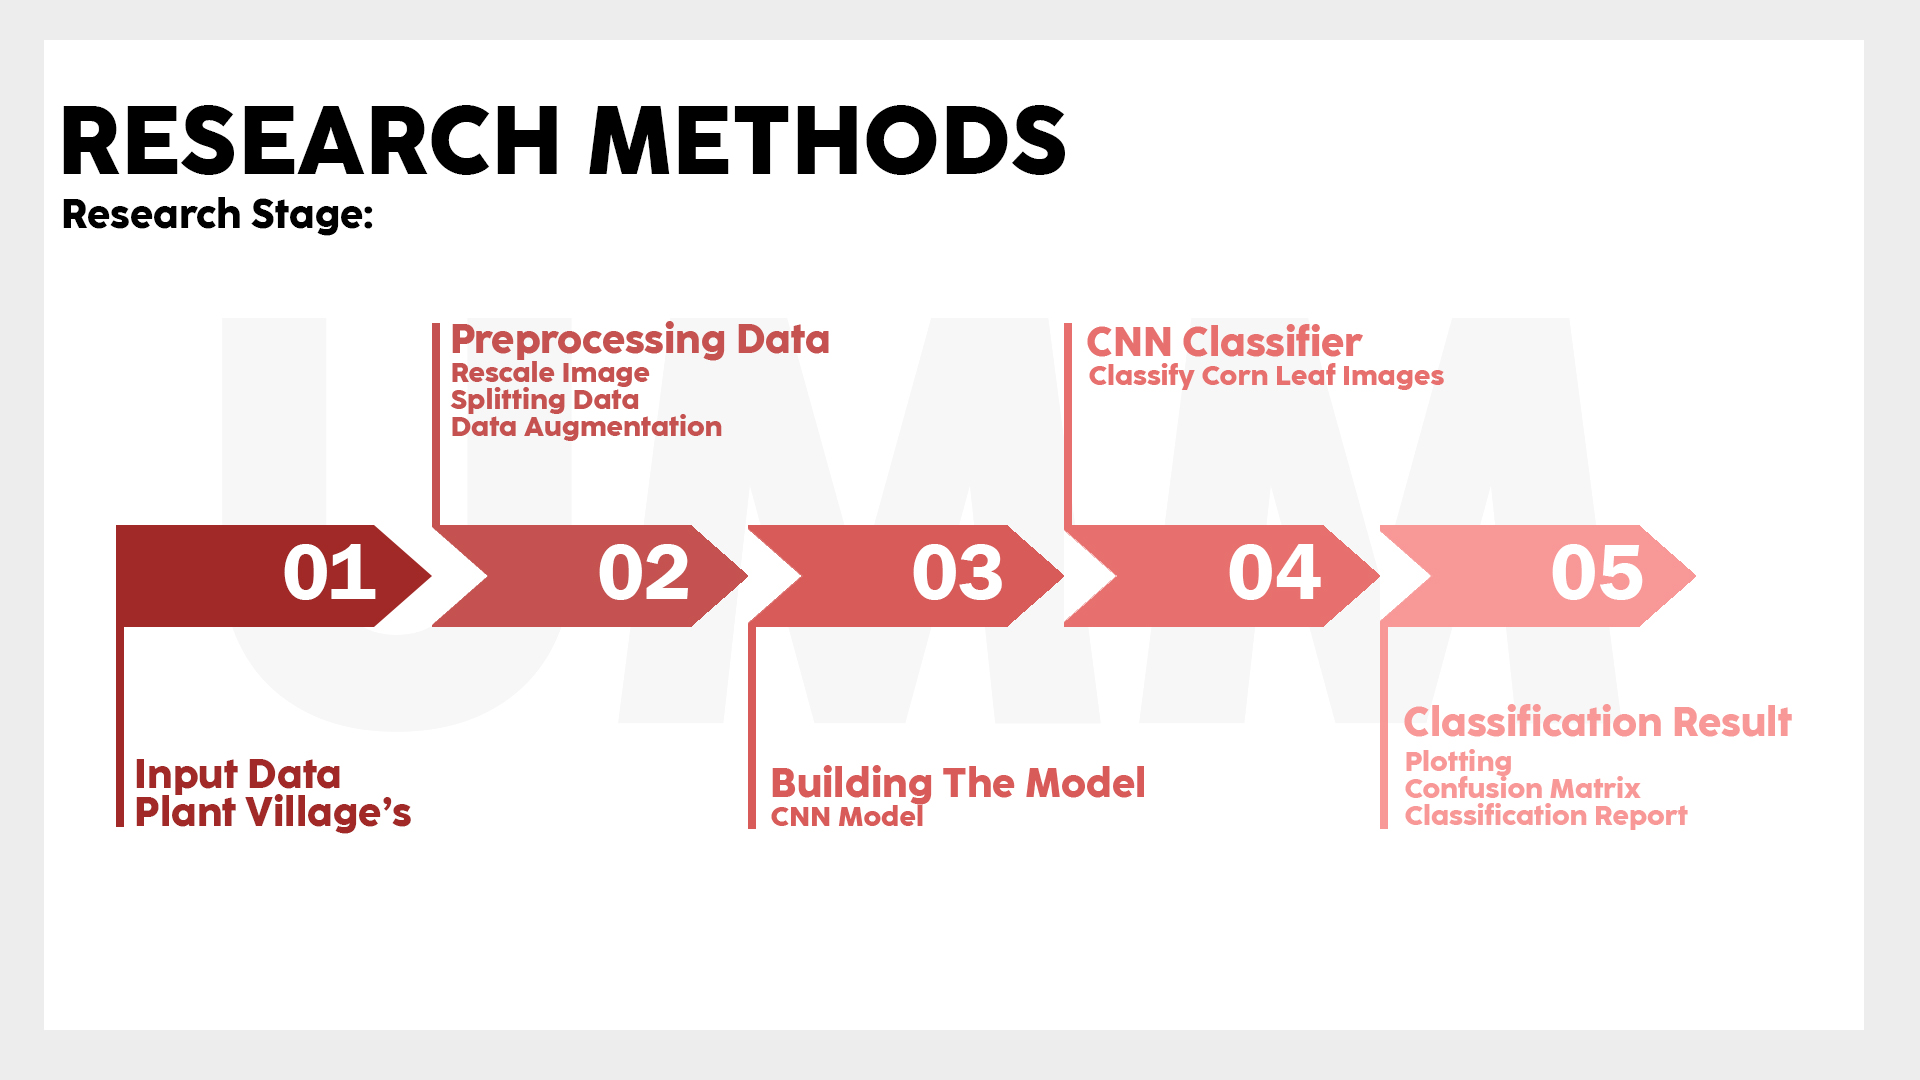 RESEARCH METHODS
Research Stage:
UMM
01
Input Data
Plant Village’s
02
Preprocessing Data
Rescale Image
Splitting Data
Data Augmentation
03
Building The Model
CNN Model
04
CNN Classifier
Classify Corn Leaf Images
05
Classification Result
Plotting
Confusion Matrix
Classification Report